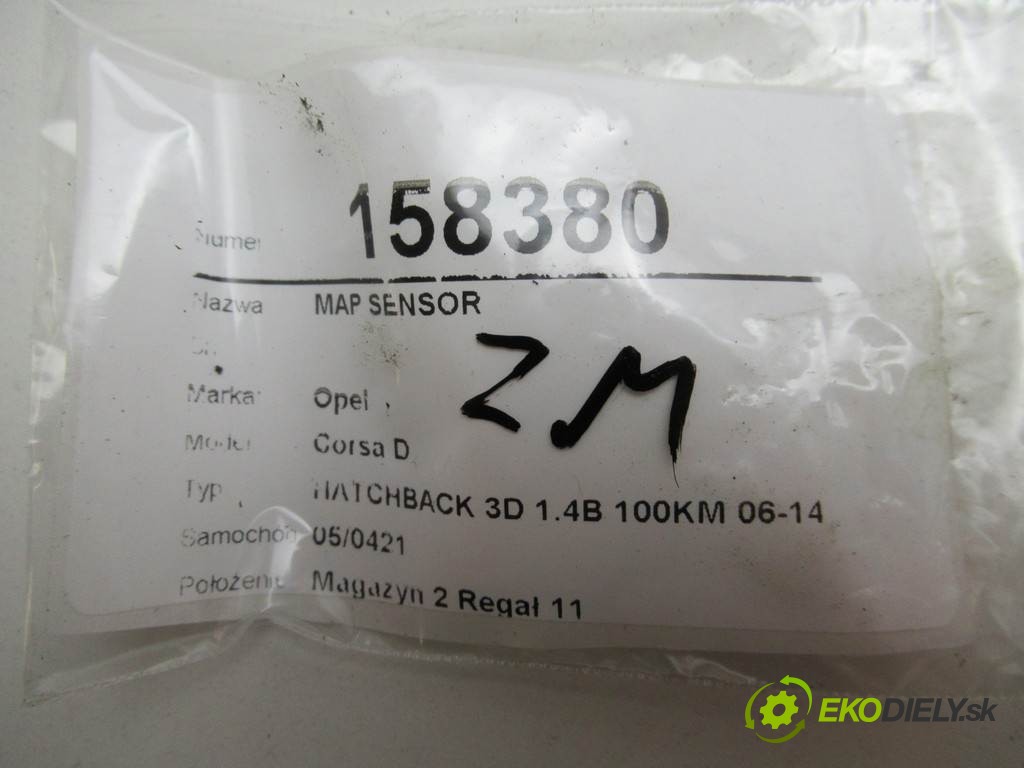 Numer 158380
Nazwa MAP SENSOR
ZM
Marka Opel
Model Corsa D
Typ HATCHBACK 3D 1.4B 100KM 06-14
Samochód 05/0421
Położenie Magazyn 2 Regał 11
EKODIELY.sk